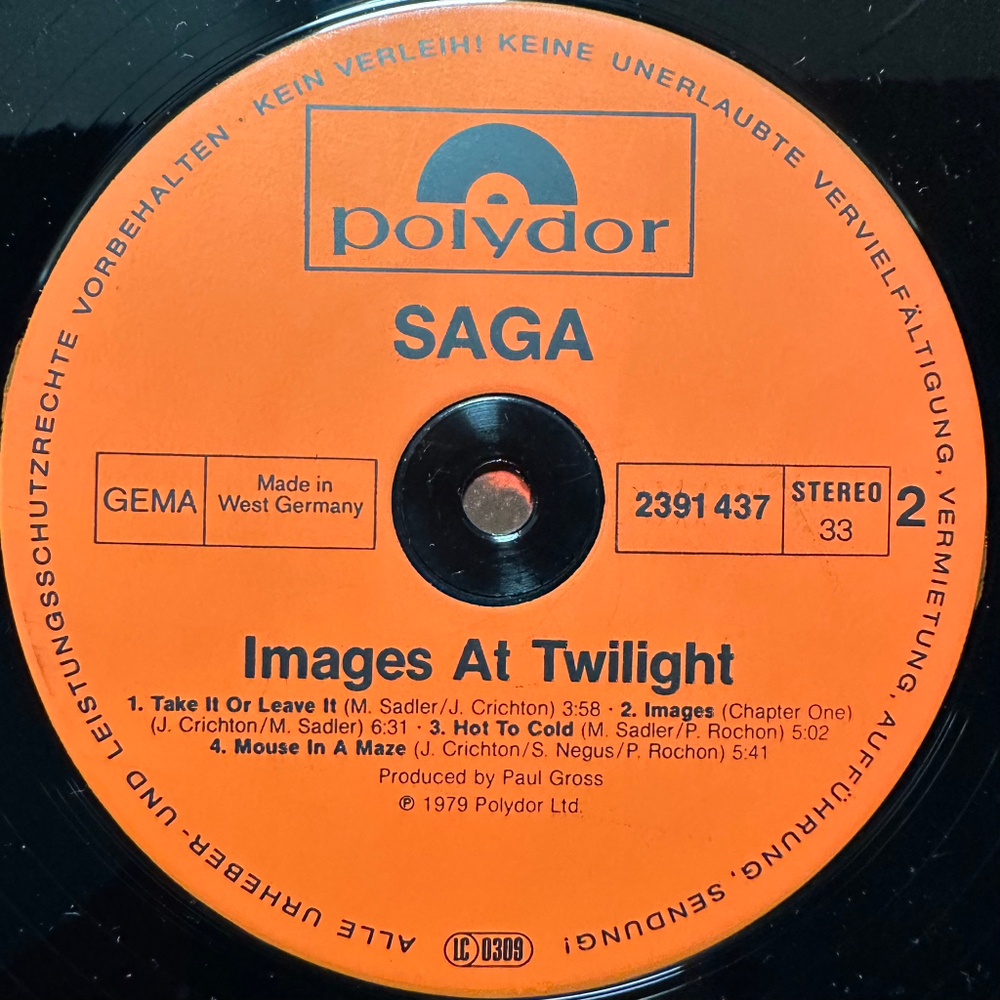 ALLE URHEBER- UND LEISTUNGSSCHUTZRECHTE VORBEHALTEN · KEIN VERLEIH! KEINE UNERLAUBTE VERVIELFÄLTIGUNG, VERMIETUNG, AUFFÜHRUNG, SENDUNG!
polydor
SAGA
GEMA
Made in
West Germany
2391 437
STEREO
33
2
Images At Twilight
1. Take It Or Leave It (M. Sadler/J. Crichton) 3:58 · 2. Images (Chapter One)
(J. Crichton/M. Sadler) 6:31 · 3. Hot To Cold (M. Sadler/P. Rochon) 5:02
4. Mouse In A Maze (J. Crichton/S. Negus/P. Rochon) 5:41
Produced by Paul Gross
℗ 1979 Polydor Ltd.
LC 0309